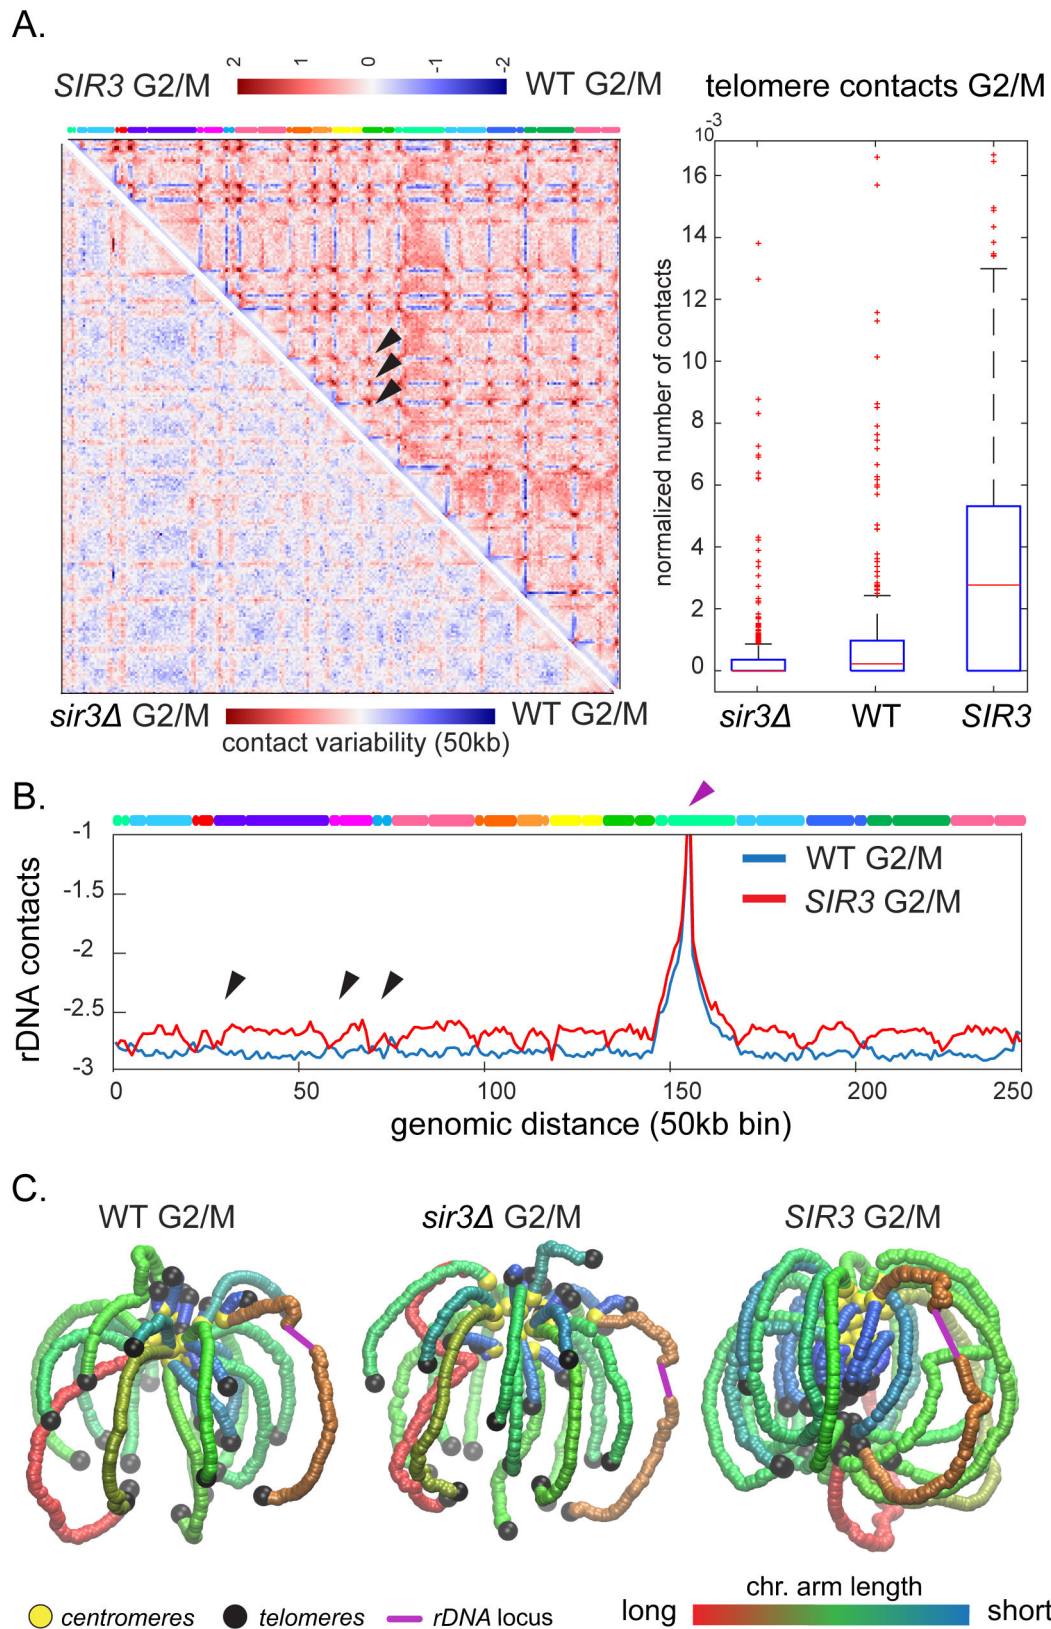 A.
SIR3 G2/M
2 1 0 -1 -2
WT G2/M
telomere contacts G2/M
10-3
16
14
12
10
8
6
4
2
0
normalized number of contacts
sir3Δ WT SIR3
sir3Δ G2/M
WT G2/M
contact variability (50kb)
B.
-1
-1.5
-2
-2.5
-3
rDNA contacts
WT G2/M
SIR3 G2/M
0 50 100 150 200 250
genomic distance (50kb bin)
C.
WT G2/M
sir3Δ G2/M
SIR3 G2/M
centromeres
telomeres
rDNA locus
chr. arm length
long
short